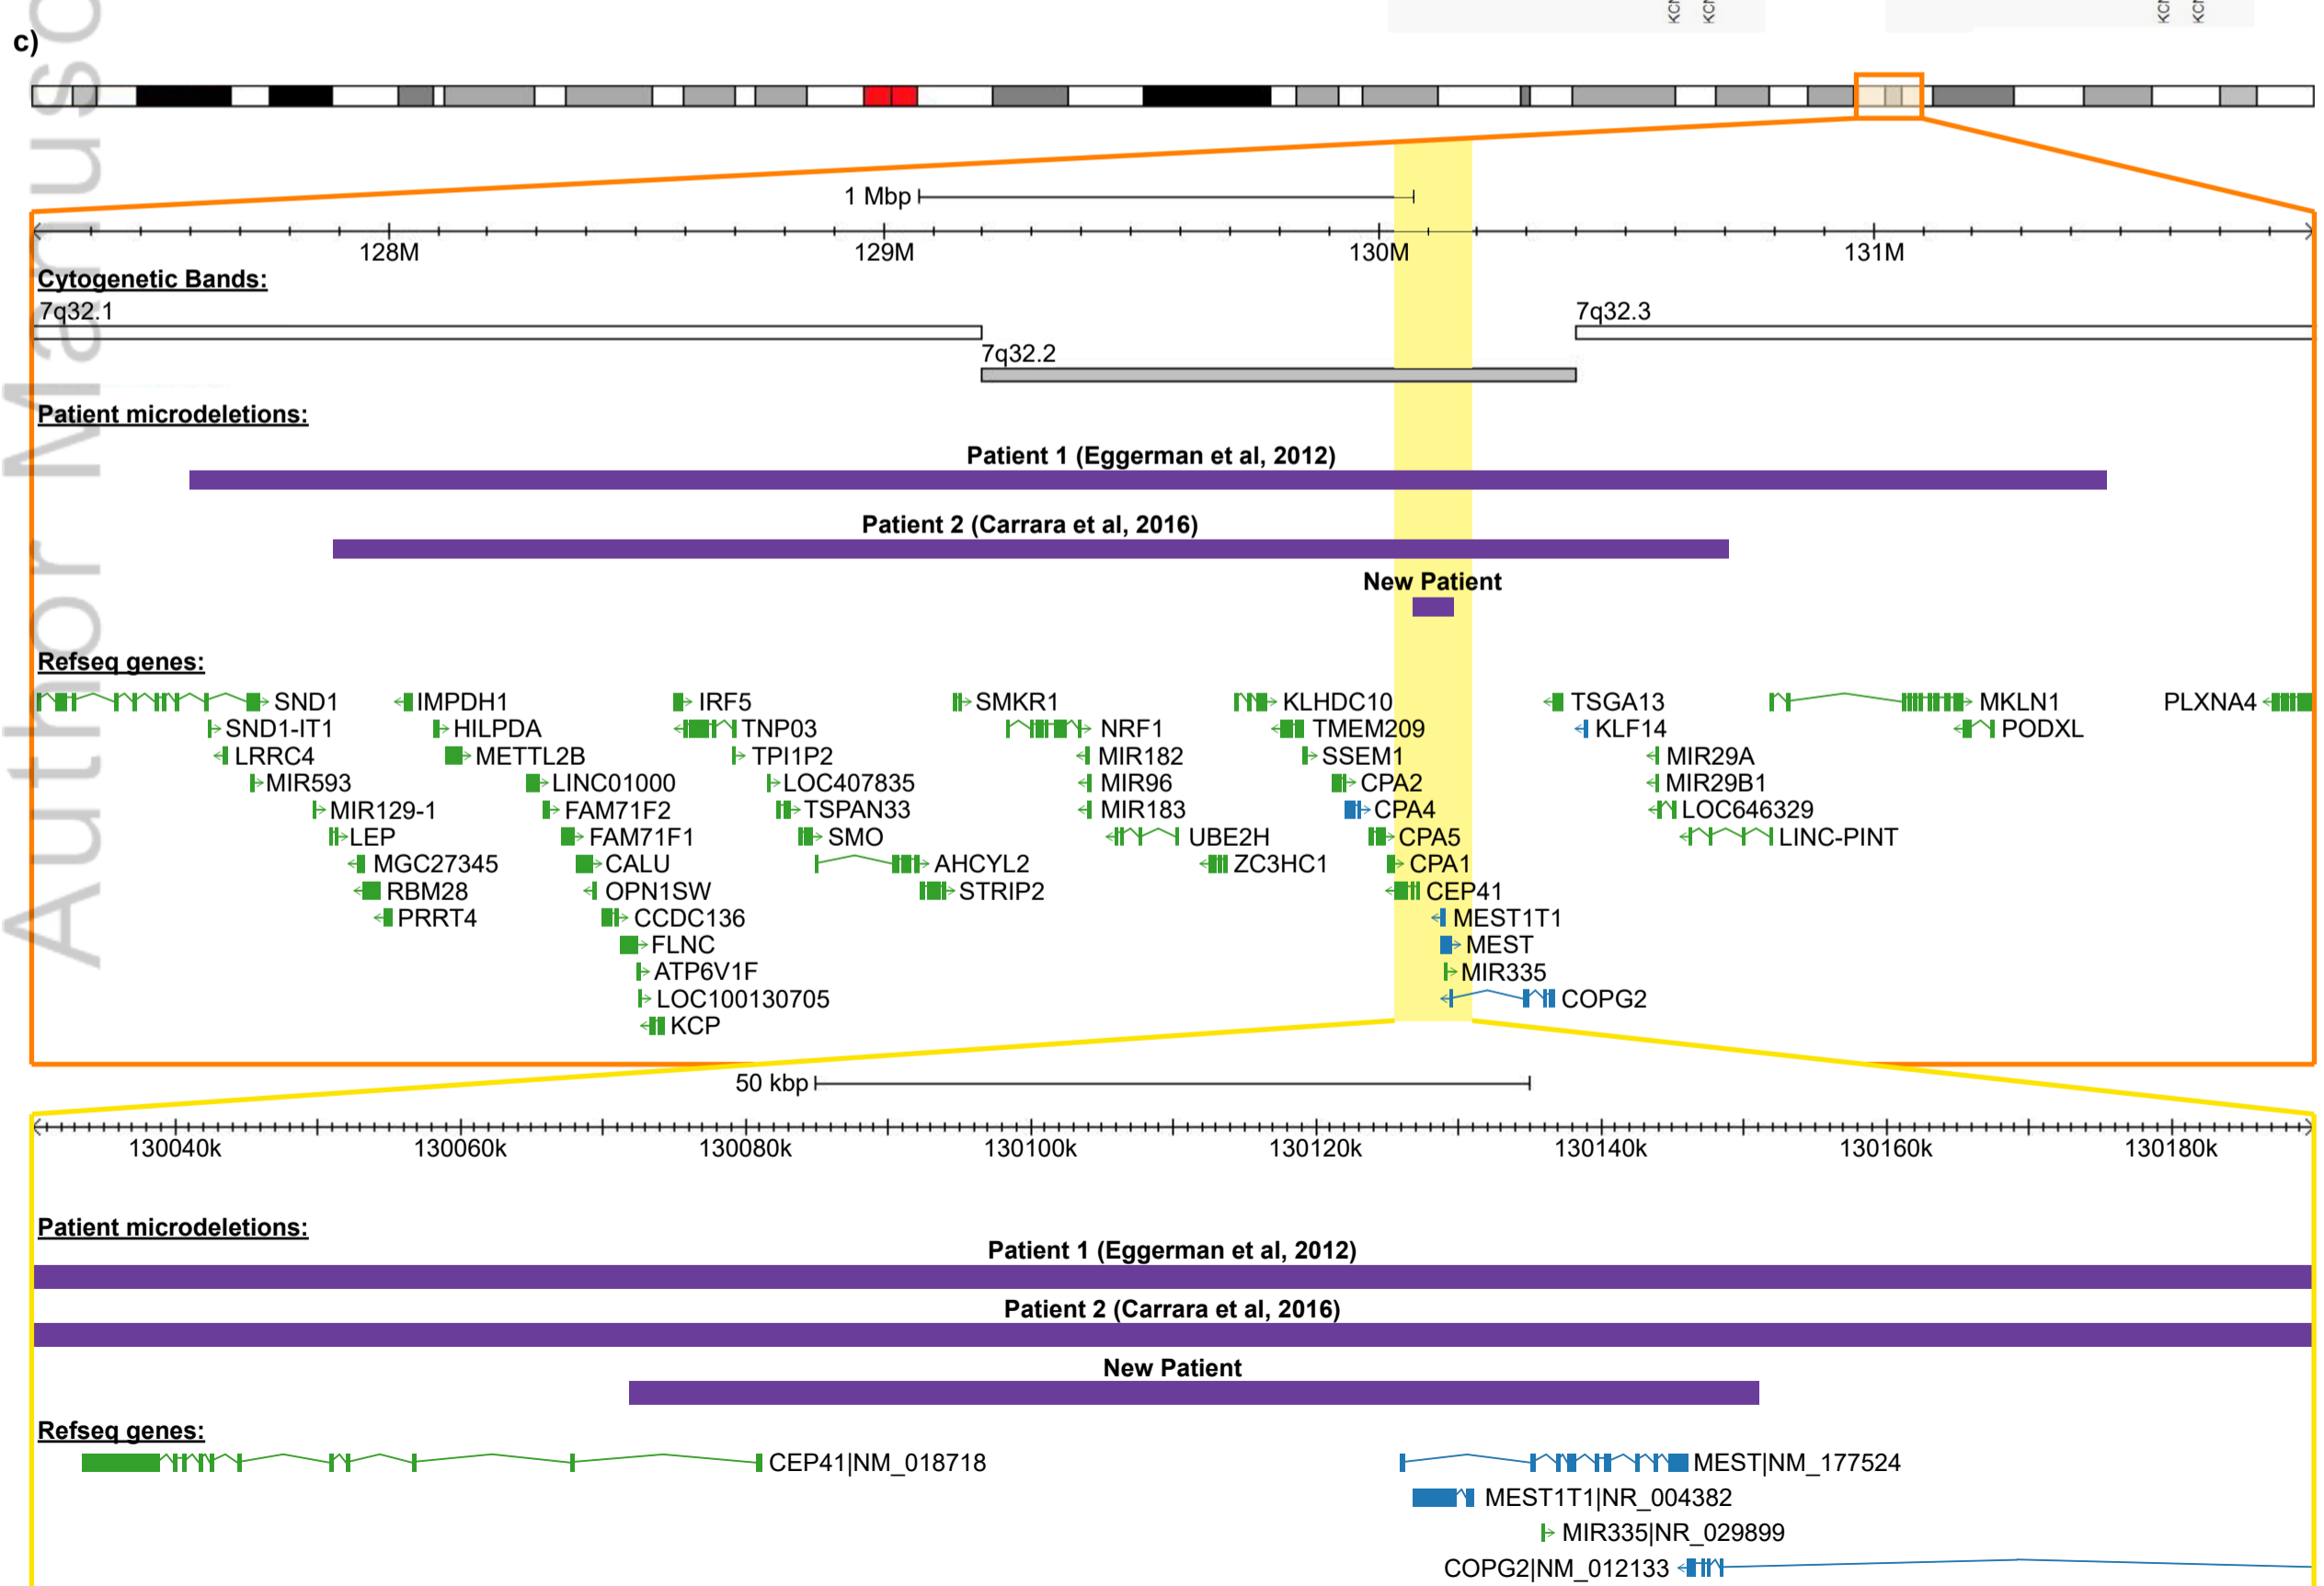 KCN KCN KCN KCN
c)
1 Mbp
128M 129M 130M 131M
Cytogenetic Bands:
7q32.1
7q32.3
7q32.2
Patient microdeletions:
Patient 1 (Eggerman et al, 2012)
Patient 2 (Carrara et al, 2016)
New Patient
Refseq genes:
SND1 IMPDH1 IRF5 SMKR1 KLHDC10 TSGA13 MKLN1 PLXNA4
SND1-IT1 HILPDA TNP03 NRF1 TMEM209 KLF14 PODXL
LRRC4 METTL2B TPI1P2 MIR182 SSEM1 MIR29A
MIR593 LINC01000 LOC407835 MIR96 CPA2 MIR29B1
MIR129-1 FAM71F2 TSPAN33 MIR183 CPA4 LOC646329
LEP FAM71F1 SMO UBE2H CPA5 LINC-PINT
MGC27345 CALU AHCYL2 ZC3HC1 CPA1
RBM28 OPN1SW STRIP2 CEP41
PRRT4 CCDC136 MEST1T1
FLNC MEST
ATP6V1F MIR335
LOC100130705 COPG2
KCP
50 kbp
130040k 130060k 130080k 130100k 130120k 130140k 130160k 130180k
Patient microdeletions:
Patient 1 (Eggerman et al, 2012)
Patient 2 (Carrara et al, 2016)
New Patient
Refseq genes:
CEP41|NM_018718 MEST|NM_177524
MEST1T1|NR_004382
MIR335|NR_029899
COPG2|NM_012133
Author Manusc